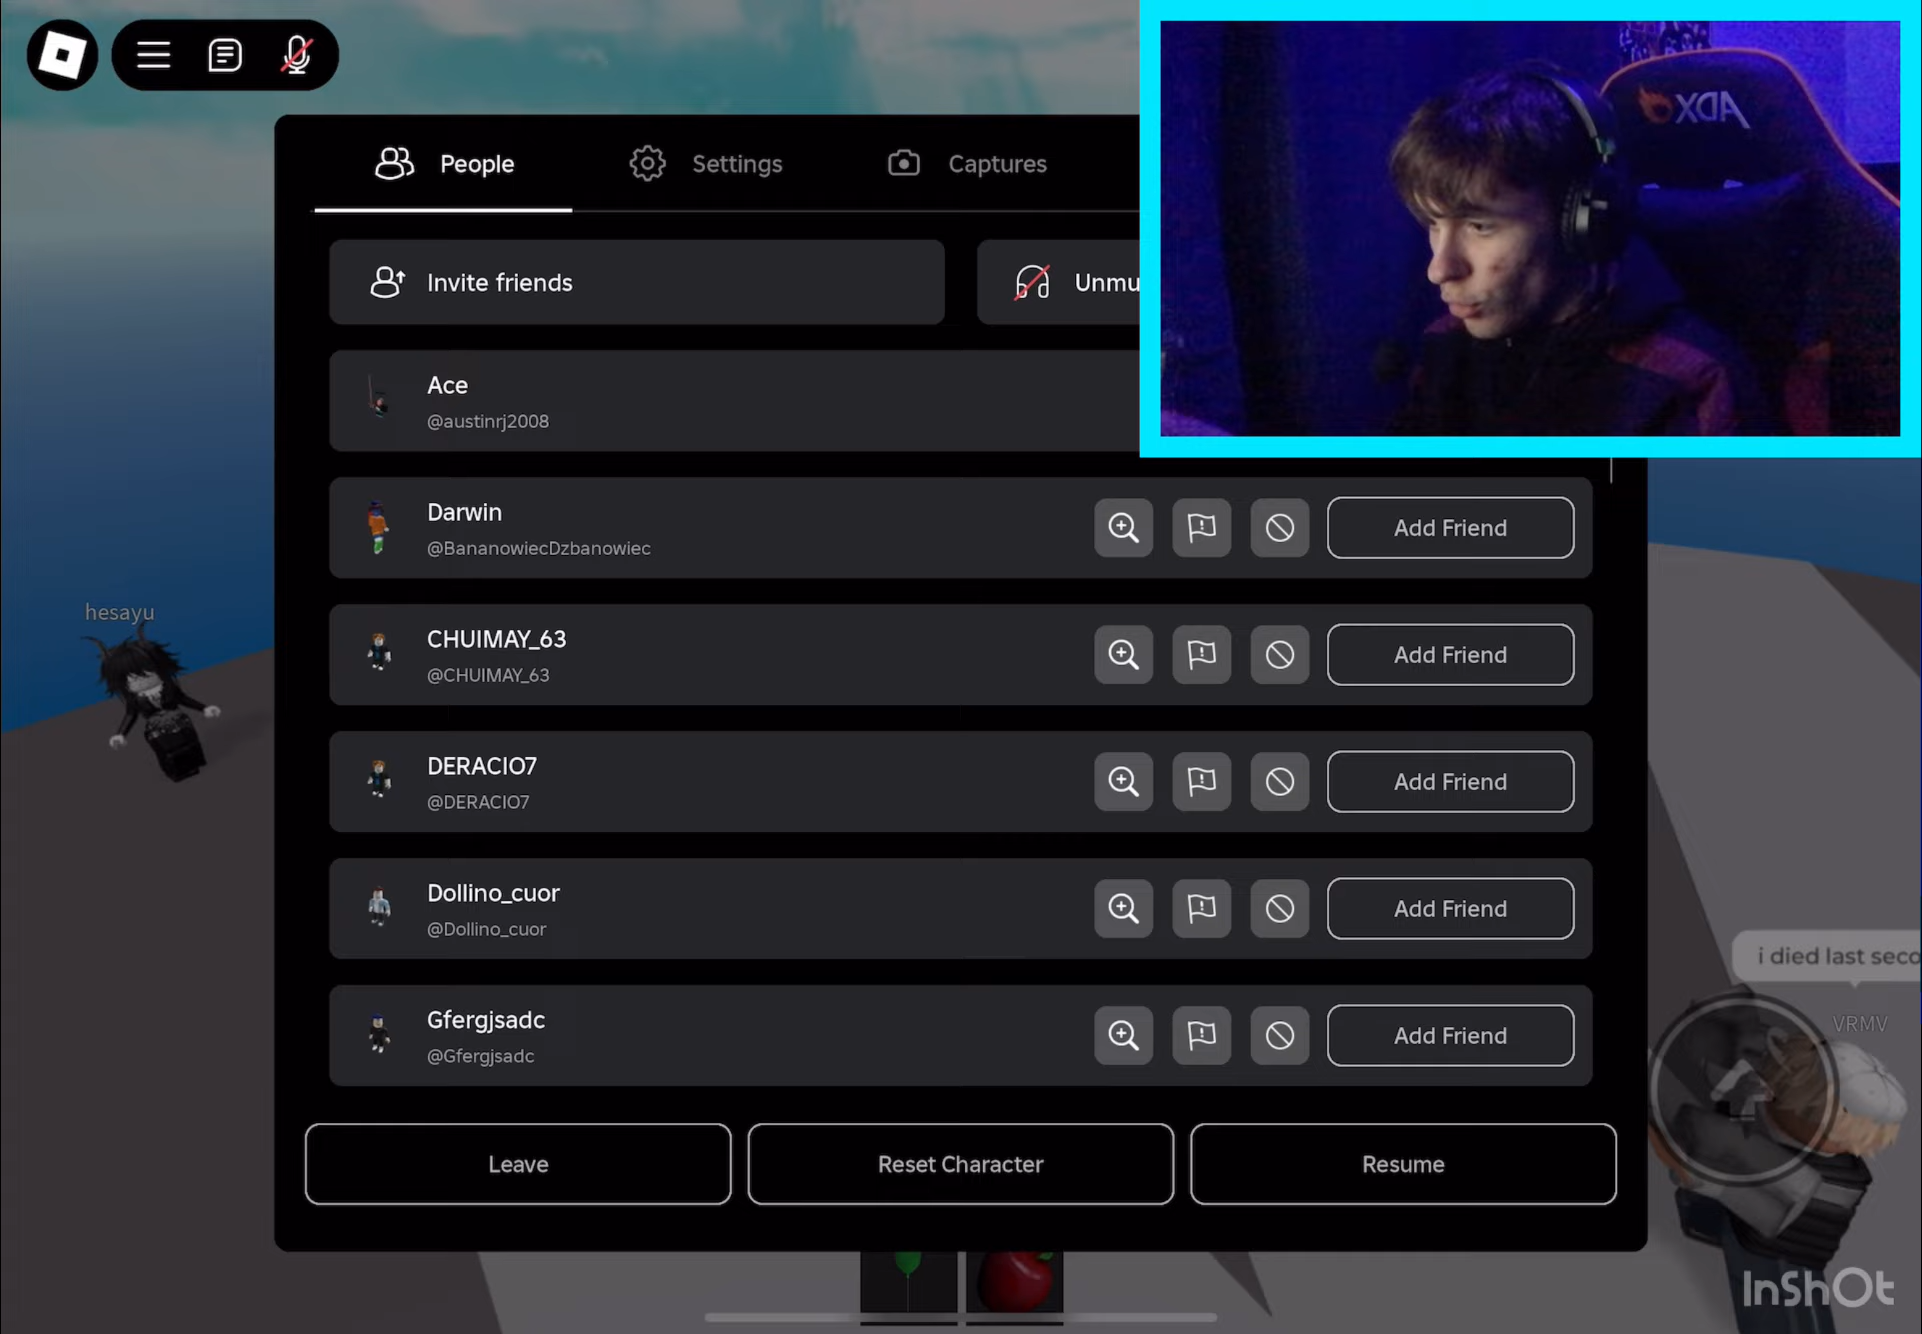 People
Settings
Captures
Invite friends
Unmu
Ace
@austinrj2008
Darwin
@BananowiecDzbanowiec
Add Friend
CHUIMAY_63
@CHUIMAY_63
Add Friend
DERACIO7
@DERACIO7
Add Friend
Dollino_cuor
@Dollino_cuor
Add Friend
Gfergjsadc
@Gfergjsadc
Add Friend
Leave
Reset Character
Resume
hesayu
i died last seco
VRMV
InShOt